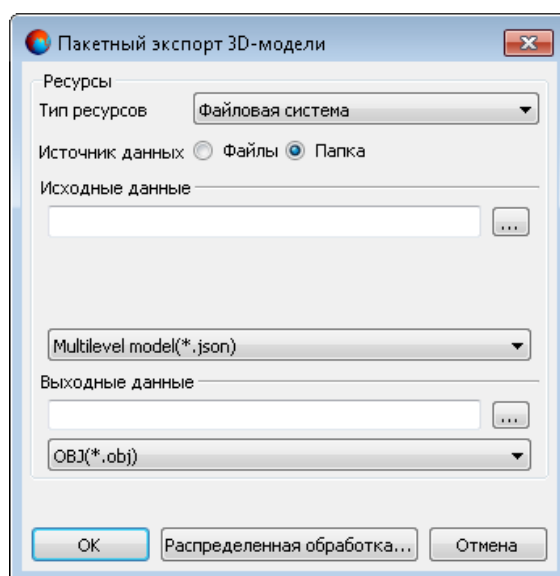 Пакетный экспорт 3D-модели
Ресурсы
Тип ресурсов Файловая система
Источник данных Файлы Папка
Исходные данные
...
Multilevel model(*.json)
Выходные данные
...
OBJ(*.obj)
OK Распределенная обработка... Отмена